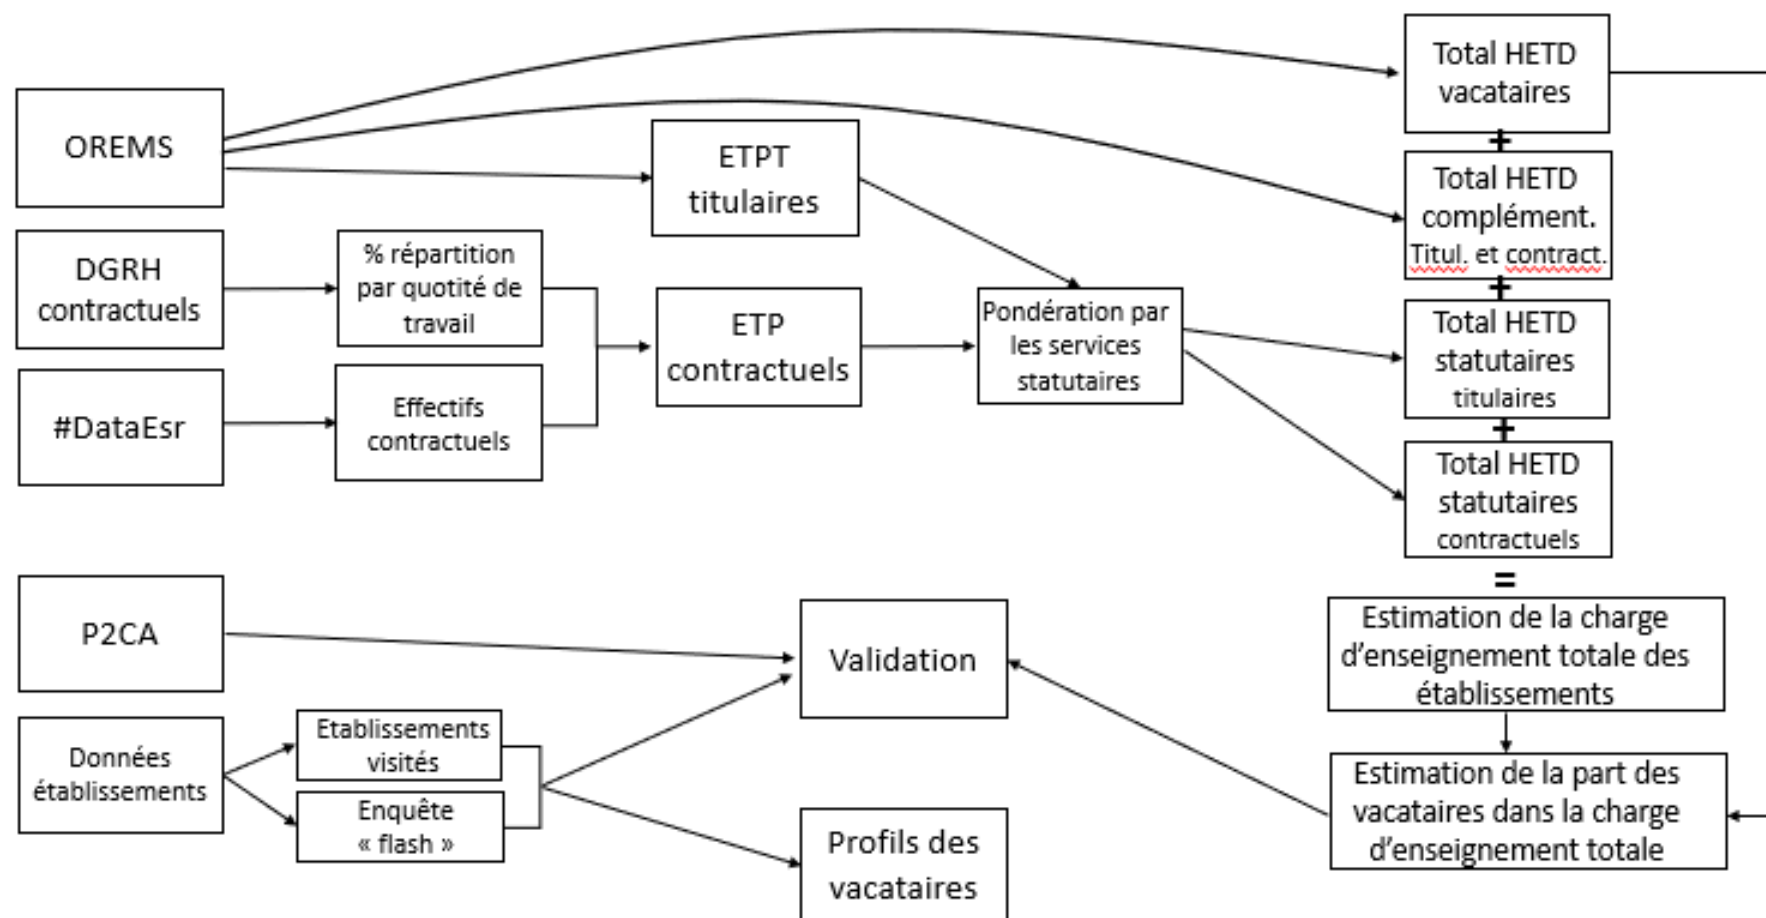 OREMS
DGRH
contractuels
#DataEsr
% répartition
par quotité de
travail
Effectifs
contractuels
ETPT
titulaires
ETP
contractuels
Pondération par
les services
statutaires
Total HETD
vacataires
+
Total HETD
complément.
Titul. et contract.
+
Total HETD
statutaires
titulaires
+
Total HETD
statutaires
contractuels
=
Estimation de la charge
d’enseignement totale des
établissements
Estimation de la part des
vacataires dans la charge
d’enseignement totale
P2CA
Données
établissements
Etablissements
visités
Enquête
« flash »
Validation
Profils des
vacataires